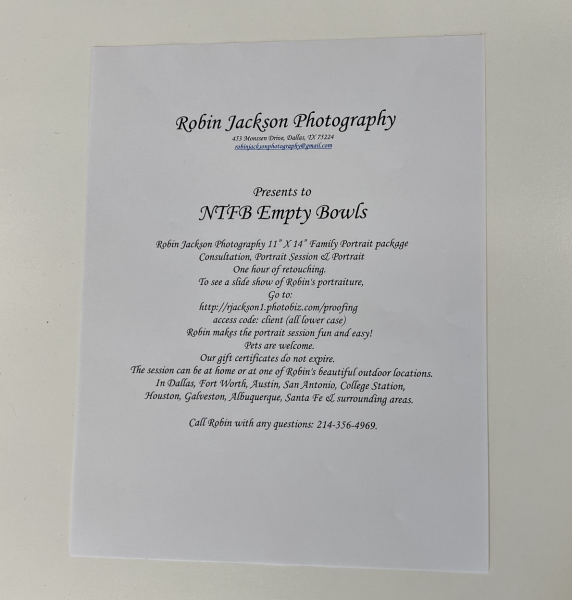 Robin Jackson Photography
453 Monssen Drive, Dallas, TX 75224
robinjacksonphotography@gmail.com
Presents to
NTFB Empty Bowls
Robin Jackson Photography 11" X 14" Family Portrait package
Consultation, Portrait Session & Portrait
One hour of retouching.
To see a slide show of Robin's portraiture,
Go to:
http://rjackson1.photobiz.com/proofing
access code: client (all lower case)
Robin makes the portrait session fun and easy!
Pets are welcome.
Our gift certificates do not expire.
The session can be at home or at one of Robin's beautiful outdoor locations.
In Dallas, Fort Worth, Austin, San Antonio, College Station,
Houston, Galveston, Albuquerque, Santa Fe & surrounding areas.
Call Robin with any questions: 214-356-4969.